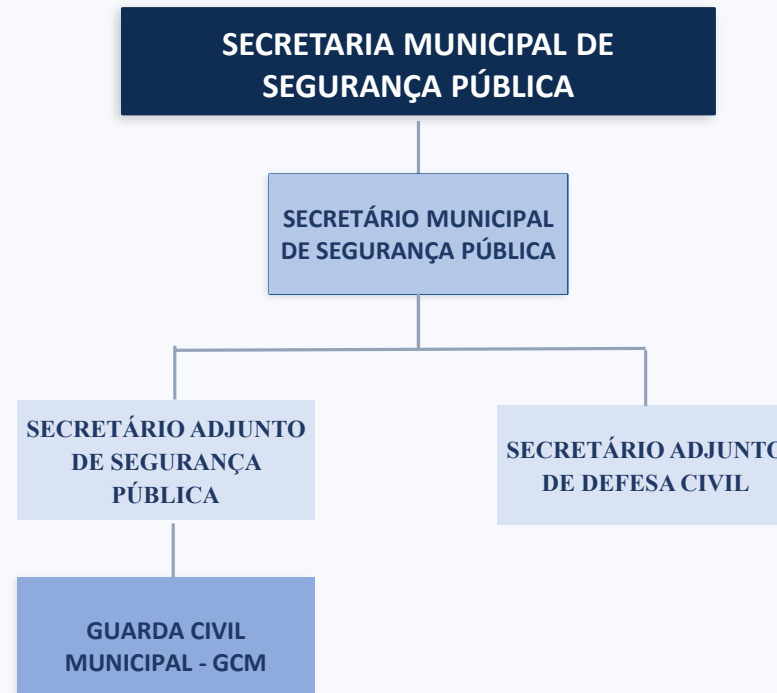 SECRETARIA MUNICIPAL DE
SEGURANÇA PÚBLICA
SECRETÁRIO MUNICIPAL
DE SEGURANÇA PÚBLICA
SECRETÁRIO ADJUNTO
DE SEGURANÇA
PÚBLICA
SECRETÁRIO ADJUNTO
DE DEFESA CIVIL
GUARDA CIVIL
MUNICIPAL - GCM